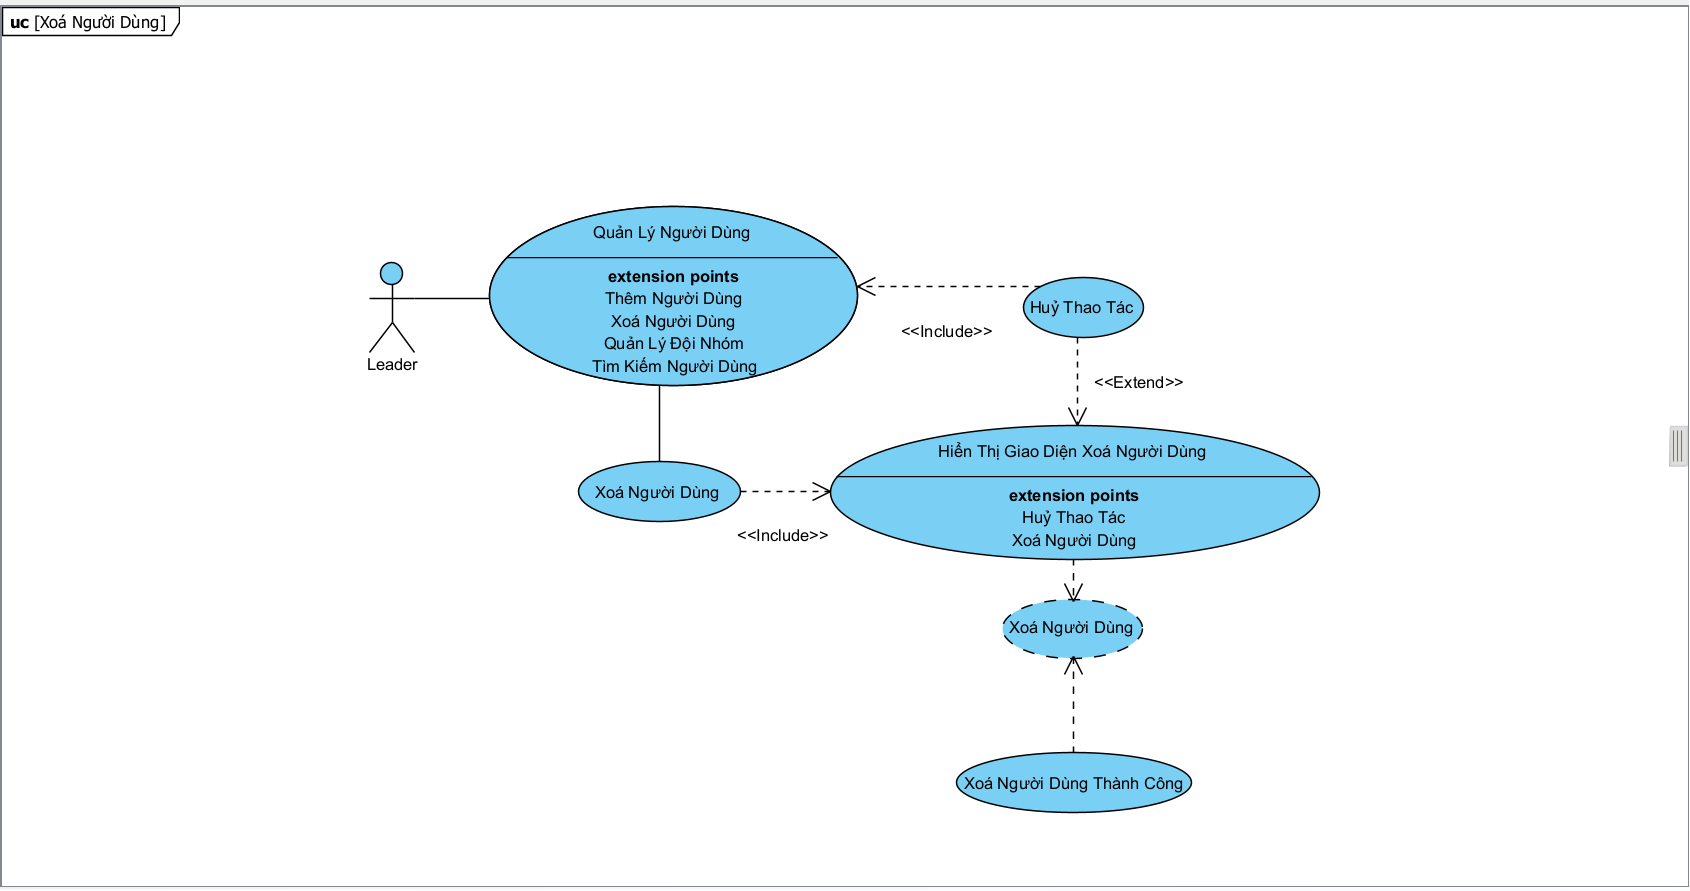 uc [Xoá Người Dùng]
Quản Lý Người Dùng
extension points
Thêm Người Dùng
Xoá Người Dùng
Quản Lý Đội Nhóm
Tìm Kiếm Người Dùng
Leader
Huỷ Thao Tác
<<Include>>
<<Extend>>
Hiển Thị Giao Diện Xoá Người Dùng
extension points
Huỷ Thao Tác
Xoá Người Dùng
Xoá Người Dùng
<<Include>>
Xoá Người Dùng
Xoá Người Dùng Thành Công